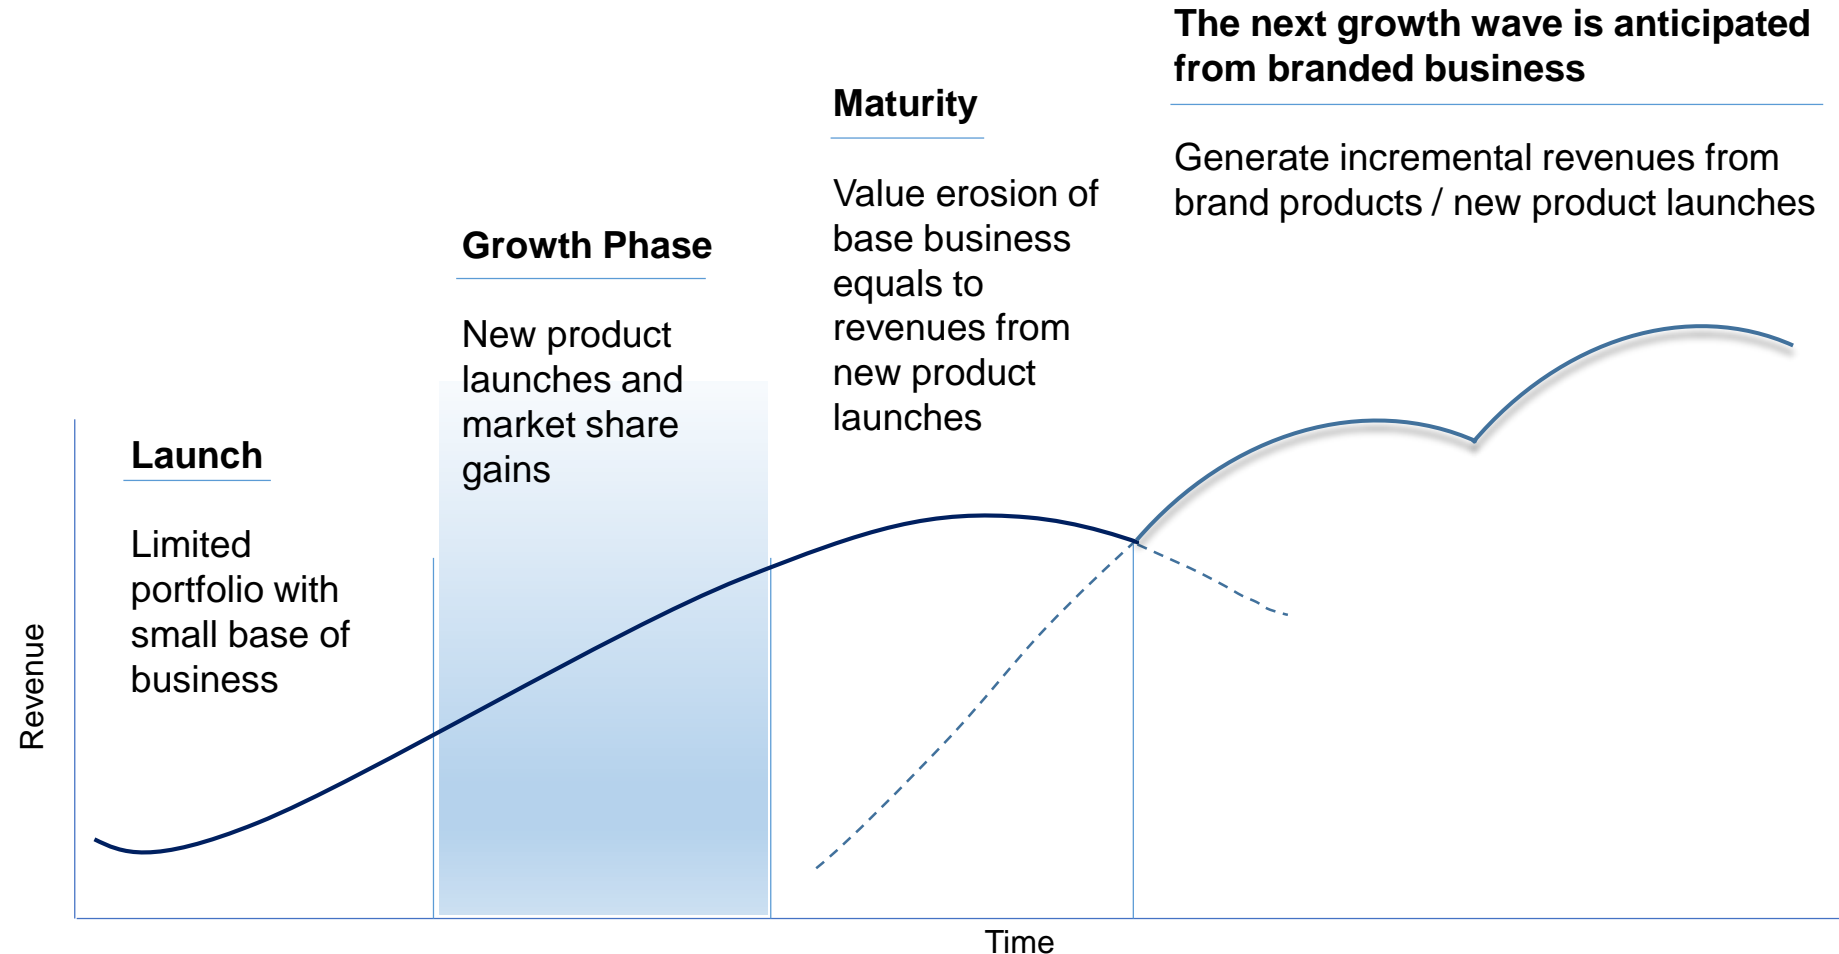 The next growth wave is anticipated
from branded business
Generate incremental revenues from
brand products / new product launches
Maturity
Value erosion of
base business
equals to
revenues from
new product
launches
Growth Phase
New product
launches and
market share
gains
Launch
Limited
portfolio with
small base of
business
Revenue
Time